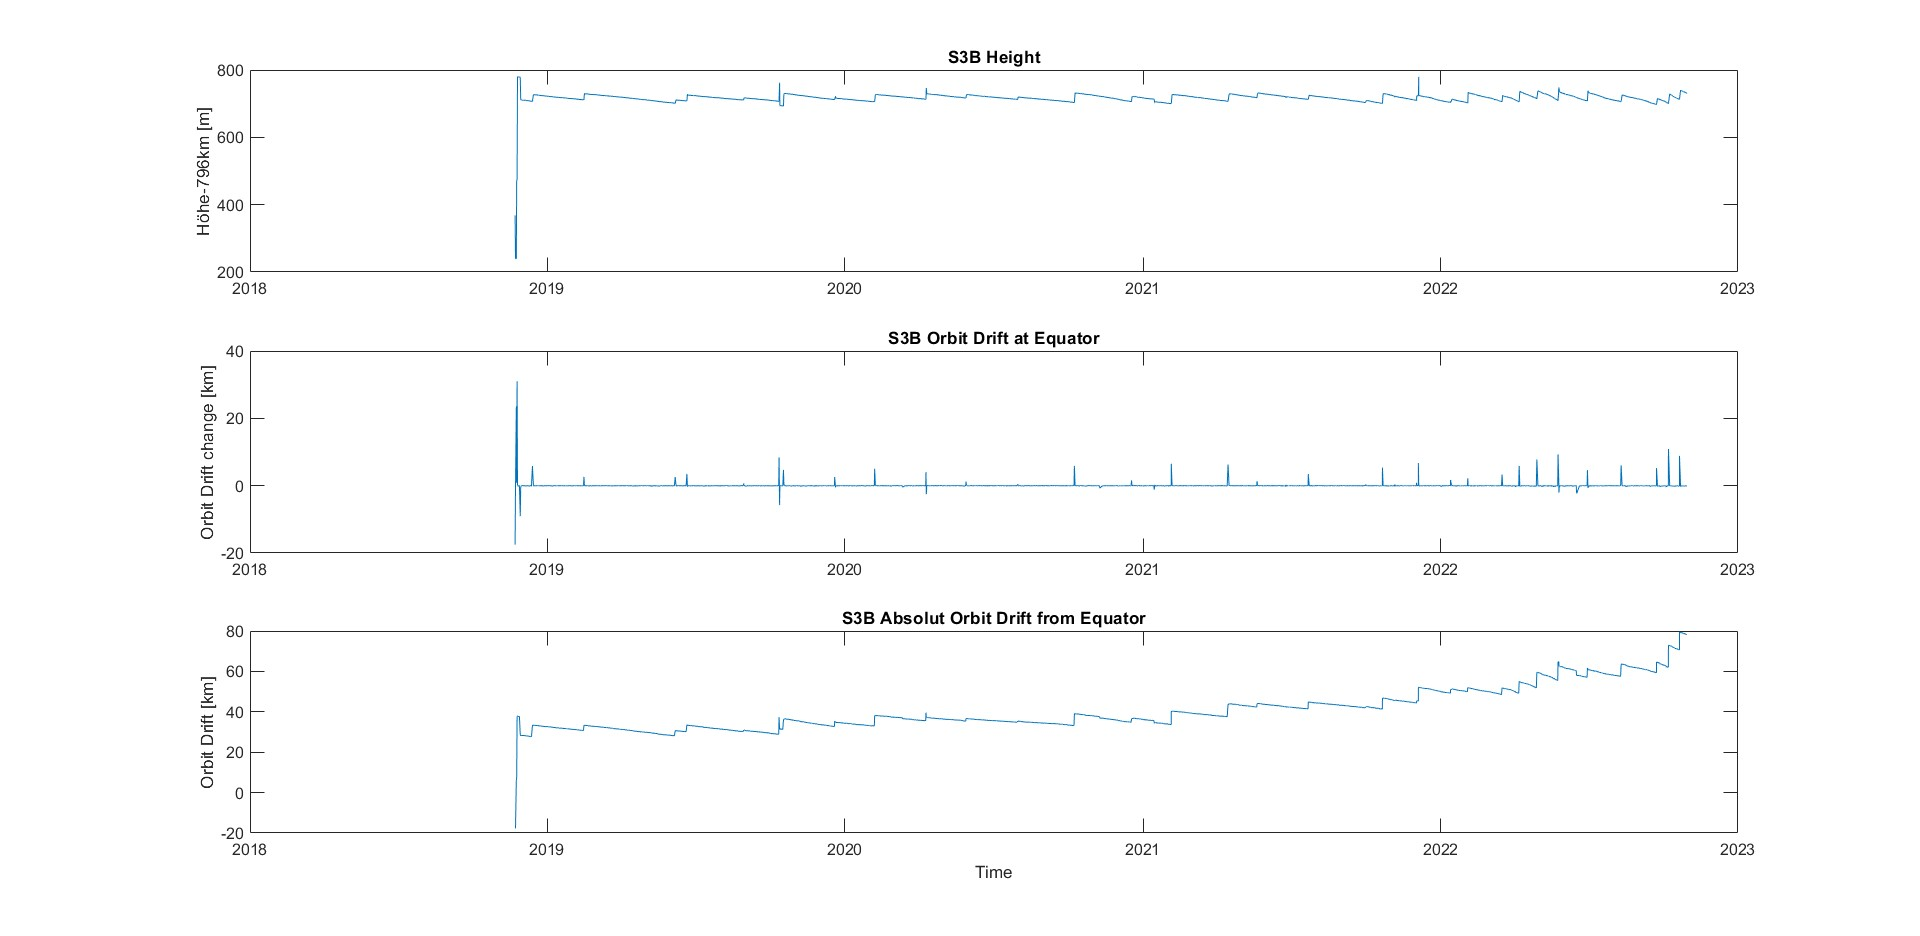 S3B Height
Höhe-796km [m]
800
600
400
200
2018 2019 2020 2021 2022 2023
S3B Orbit Drift at Equator
Orbit Drift change [km]
40
20
0
-20
2018 2019 2020 2021 2022 2023
S3B Absolut Orbit Drift from Equator
Orbit Drift [km]
80
60
40
20
0
-20
2018 2019 2020 2021 2022 2023
Time